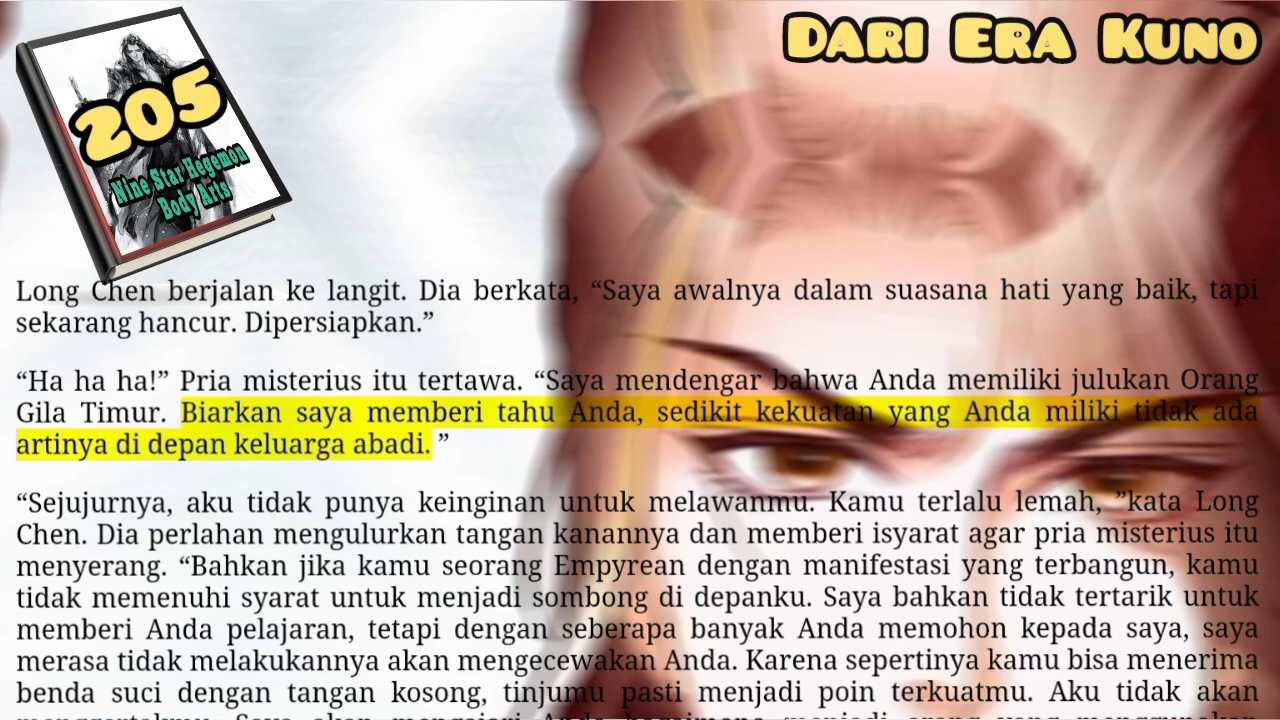 Dari Era Kuno
205
Nine Star Hegemon
Body Arts
Long Chen berjalan ke langit. Dia berkata, “Saya awalnya dalam suasana hati yang baik, tapi
sekarang hancur. Dipersiapkan.”
“Ha ha ha!” Pria misterius itu tertawa. “Saya mendengar bahwa Anda memiliki julukan Orang
Gila Timur. Biarkan saya memberi tahu Anda, sedikit kekuatan yang Anda miliki tidak ada
artinya di depan keluarga abadi. ”
“Sejujurnya, aku tidak punya keinginan untuk melawanmu. Kamu terlalu lemah, ”kata Long
Chen. Dia perlahan mengulurkan tangan kanannya dan memberi isyarat agar pria misterius itu
menyerang. “Bahkan jika kamu seorang Empyrean dengan manifestasi yang terbangun, kamu
tidak memenuhi syarat untuk menjadi sombong di depanku. Saya bahkan tidak tertarik untuk
memberi Anda pelajaran, tetapi dengan seberapa banyak Anda memohon kepada saya, saya
merasa tidak melakukannya akan mengecewakan Anda. Karena sepertinya kamu bisa menerima
benda suci dengan tangan kosong, tinjumu pasti menjadi poin terkuatmu. Aku tidak akan